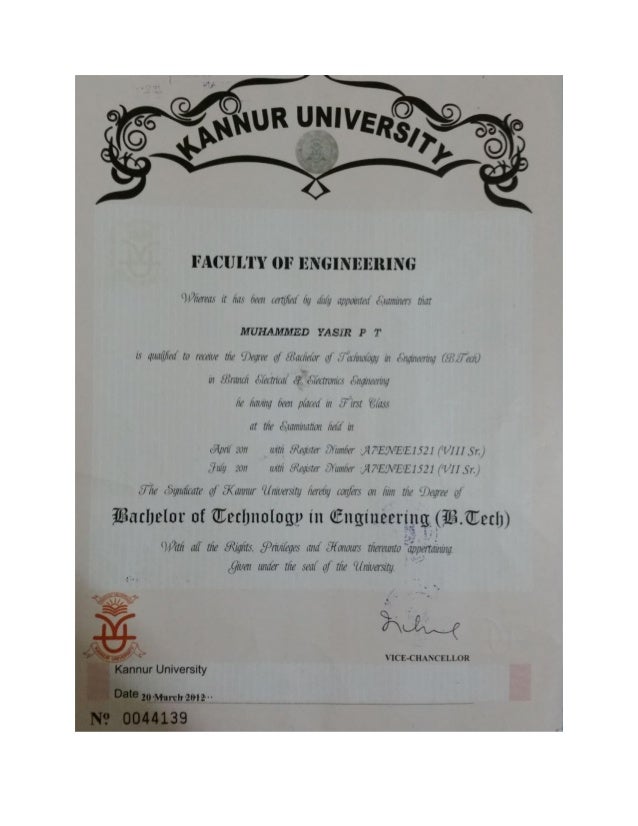 KANNUR UNIVERSITY
FACULTY OF ENGINEERING
Whereas it has been certified by duly appointed Examiners that
MUHAMMED YASIR P T
is qualified to receive the Degree of Bachelor of Technology in Engineering (B.Tech)
in Branch Electrical & Electronics Engineering
he having been placed in First Class
at the Examination held in
April 2011 with Register Number :A7ENEE1521 (VIII Sr.)
July 2011 with Register Number :A7ENEE1521 (VII Sr.)
The Syndicate of Kannur University hereby confers on him the Degree of
Bachelor of Technology in Engineering (B.Tech)
With all the Rights, Privileges and Honours thereunto appertaining.
Given under the seal of the University.
VICE-CHANCELLOR
KANNUR UNIVERSITY
Kannur University
Date 20 March 2012
Nº 0044139